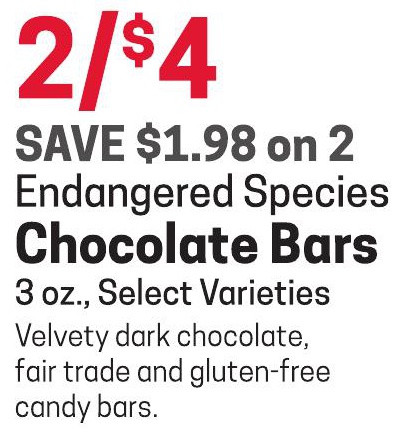 2/$4
SAVE $1.98 on 2
Endangered Species
Chocolate Bars
3 oz., Select Varieties
Velvety dark chocolate,
fair trade and gluten-free
candy bars.